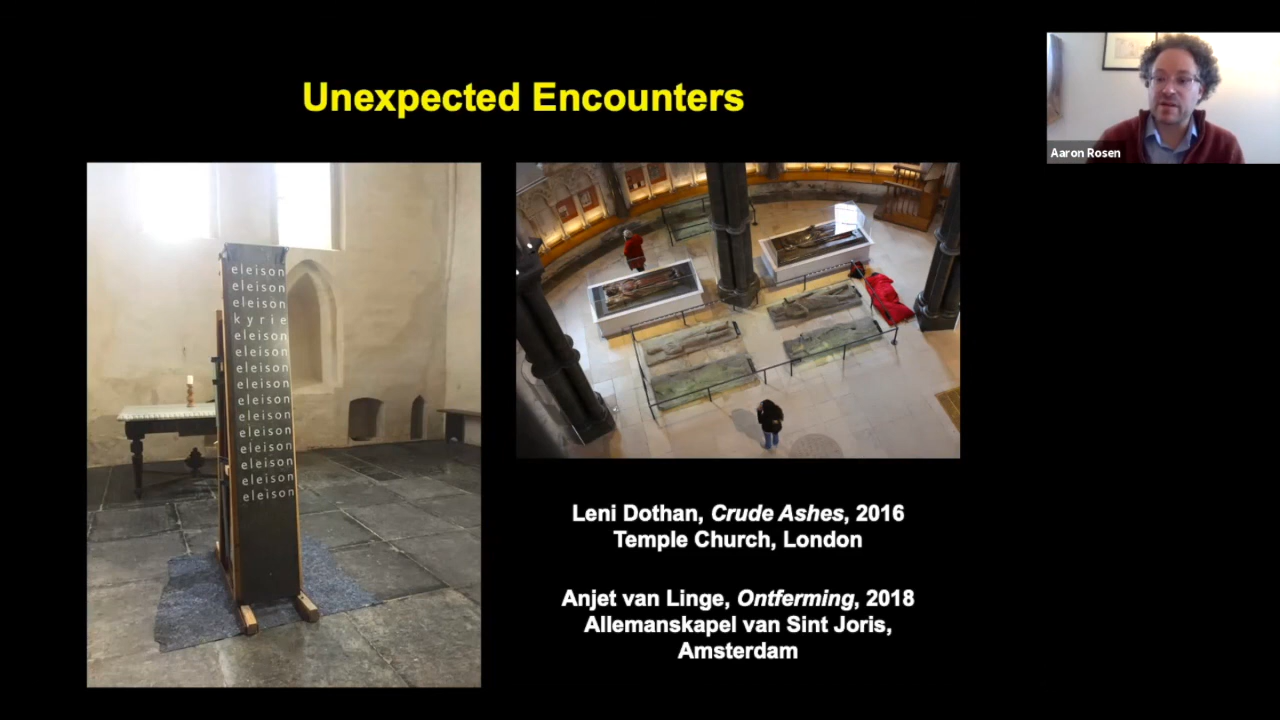 Unexpected Encounters
Aaron Rosen
eleison
eleison
eleison
kyrie
eleison
eleison
eleison
eleison
eleison
eleison
eleison
eleison
eleison
eleison
eleison
Leni Dothan, Crude Ashes, 2016
Temple Church, London
Anjet van Linge, Ontferming, 2018
Allemanskapel van Sint Joris,
Amsterdam